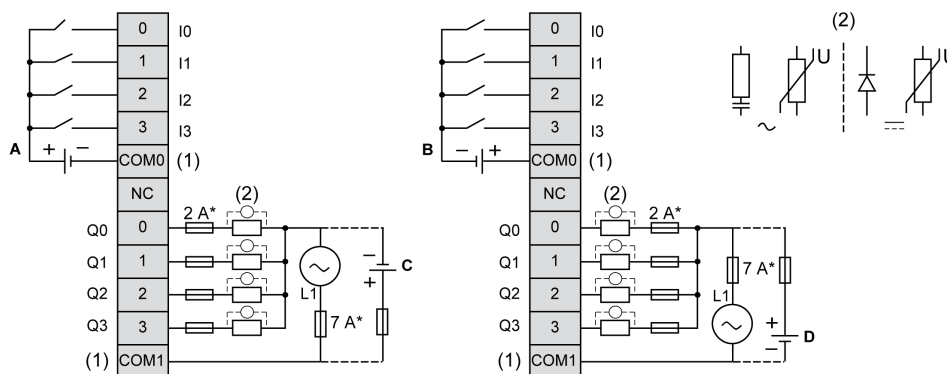 0 I0
1 I1
2 I2
3 I3
A + − COM0 (1)
NC
(2)
Q0 0 2 A*
Q1 1
Q2 2
Q3 3
L1
7 A*
− + C
(1) COM1
0 I0
1 I1
2 I2
3 I3
B − + COM0 (1)
NC
(2)
Q0 0 2 A*
Q1 1
Q2 2
Q3 3
7 A*
L1
+ − D
(1) COM1
(2)
U U